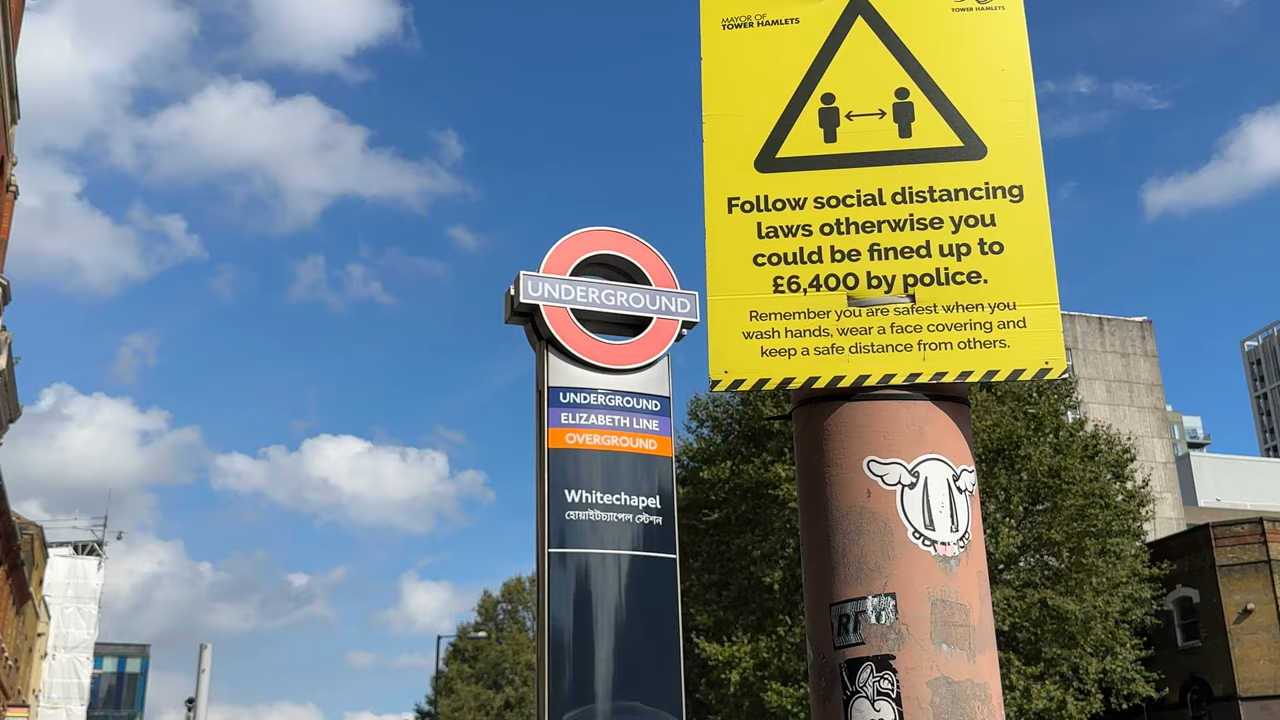 MAYOR OF
TOWER HAMLETS
TOWER HAMLETS
Follow social distancing
laws otherwise you
could be fined up to
£6,400 by police.
Remember you are safest when you
wash hands, wear a face covering and
keep a safe distance from others.
UNDERGROUND
UNDERGROUND
ELIZABETH LINE
OVERGROUND
Whitechapel
হোয়াইটচ্যাপেল স্টেশন